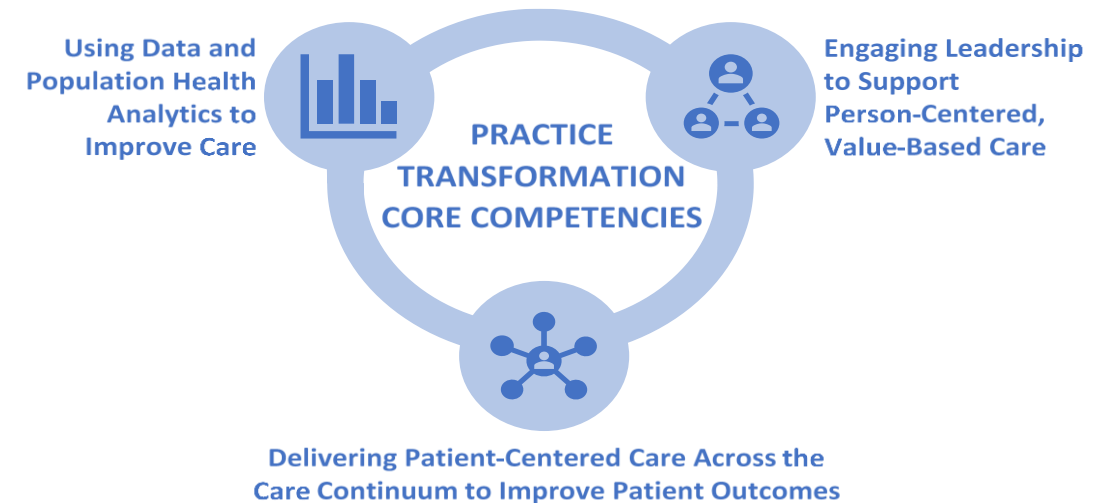 Using Data and
Population Health
Analytics to
Improve Care
Engaging Leadership
to Support
Person-Centered,
Value-Based Care
PRACTICE
TRANSFORMATION
CORE COMPETENCIES
Delivering Patient-Centered Care Across the
Care Continuum to Improve Patient Outcomes